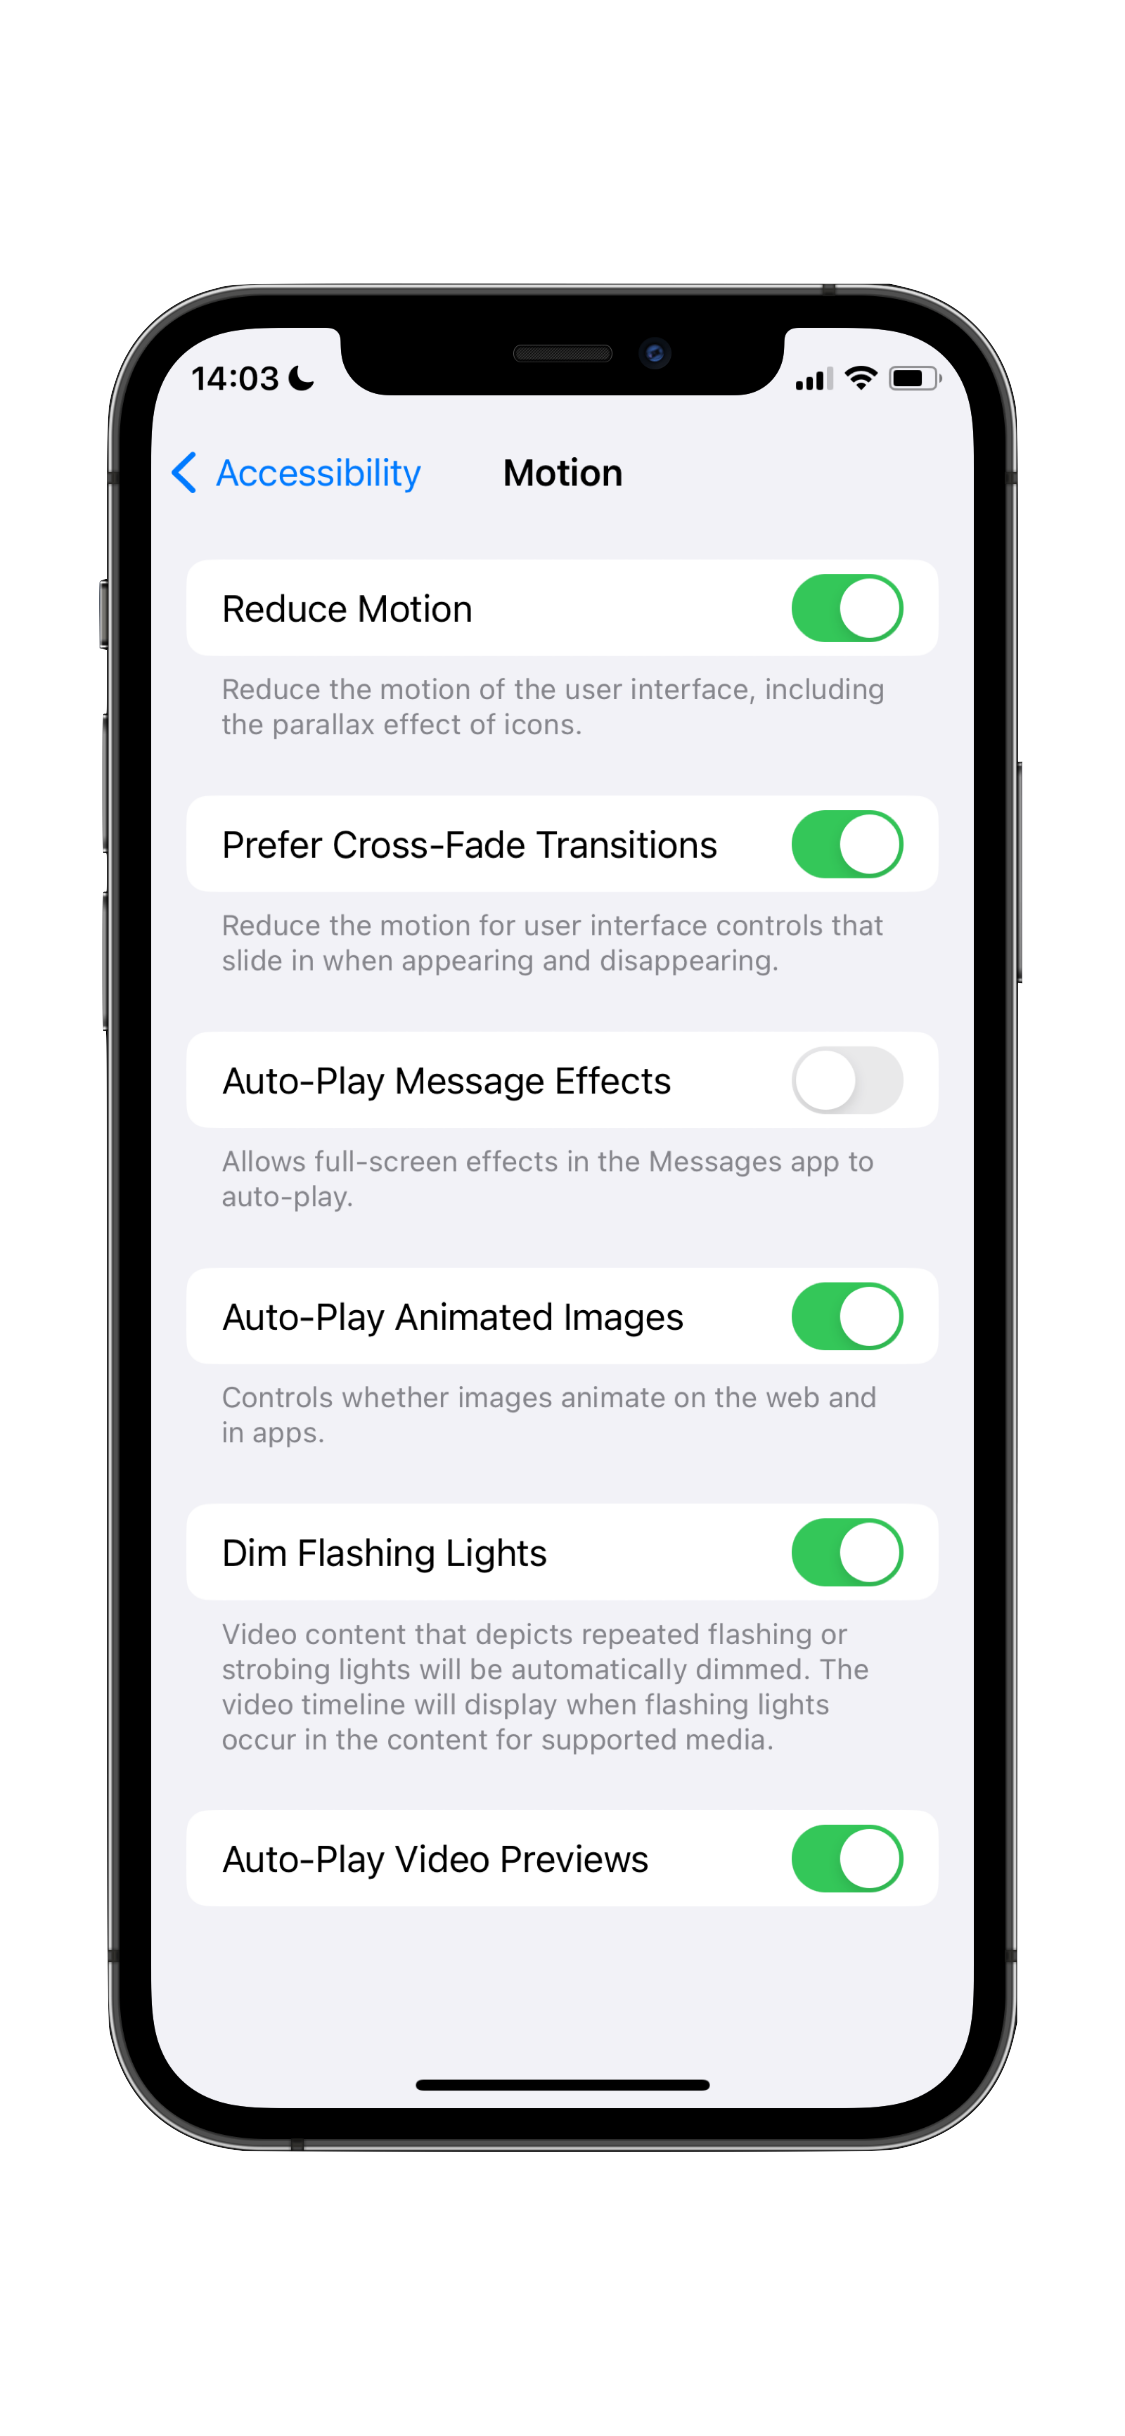 14:03
Accessibility
Motion
Reduce Motion
Reduce the motion of the user interface, including
the parallax effect of icons.
Prefer Cross-Fade Transitions
Reduce the motion for user interface controls that
slide in when appearing and disappearing.
Auto-Play Message Effects
Allows full-screen effects in the Messages app to
auto-play.
Auto-Play Animated Images
Controls whether images animate on the web and
in apps.
Dim Flashing Lights
Video content that depicts repeated flashing or
strobing lights will be automatically dimmed. The
video timeline will display when flashing lights
occur in the content for supported media.
Auto-Play Video Previews